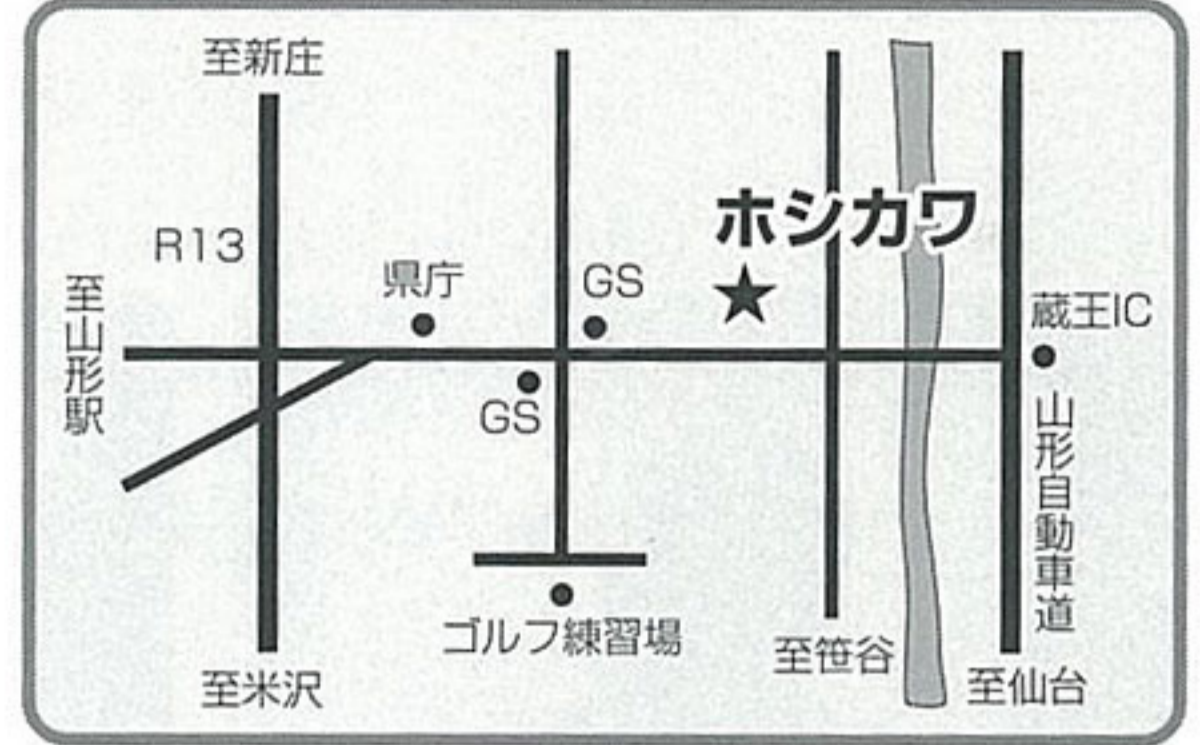 至新庄
ホシカワ
R13
県庁
GS
至山形駅
蔵王IC
GS
山形自動車道
ゴルフ練習場
至笹谷
至米沢
至仙台